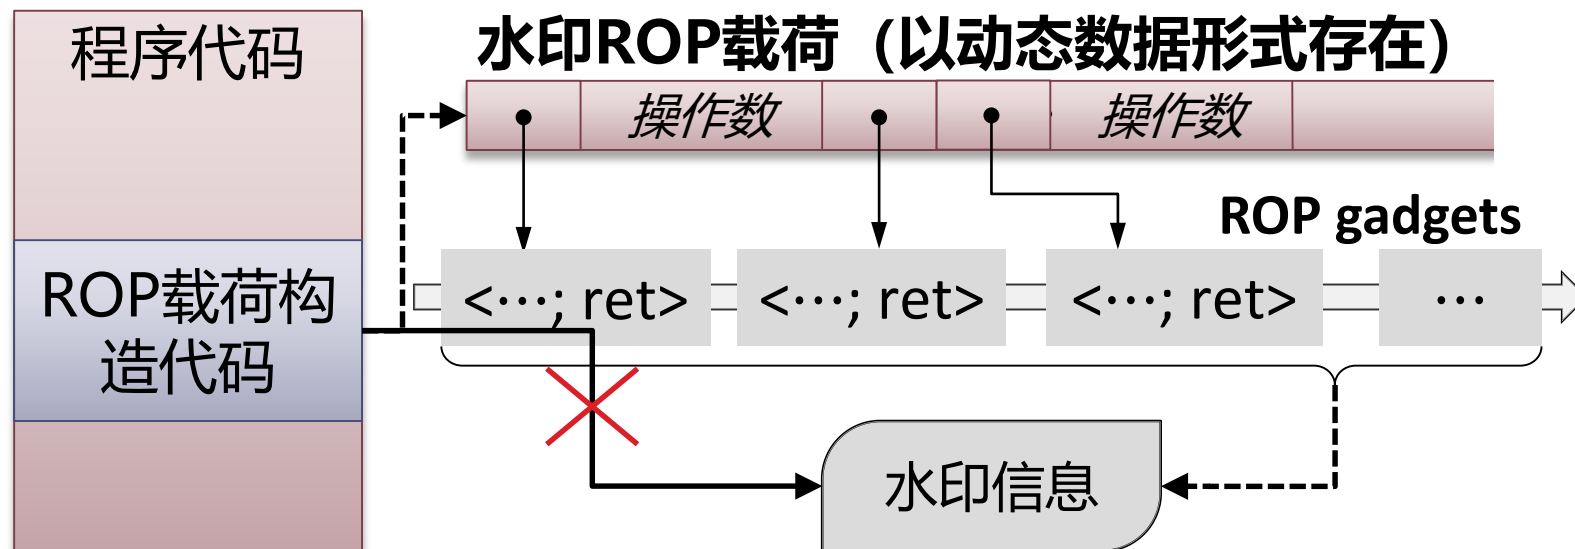 程序代码
水印ROP载荷（以动态数据形式存在）
操作数
操作数
ROP gadgets
ROP载荷构
造代码
<…; ret>
<…; ret>
<…; ret>
…
水印信息